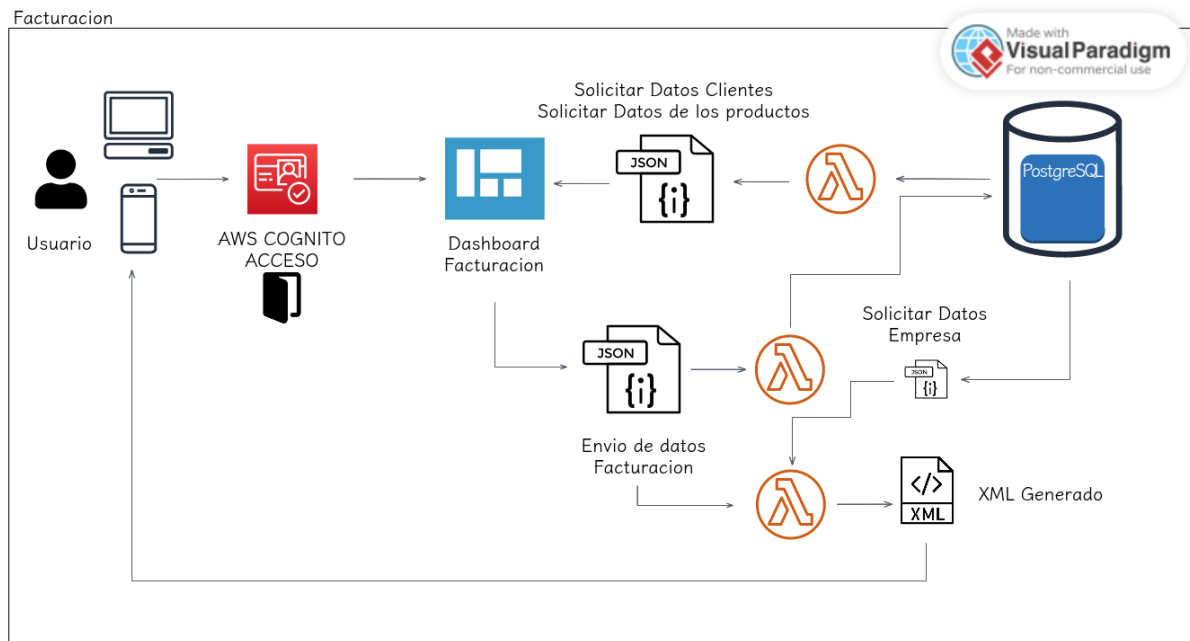 Facturacion
Made with
Visual Paradigm
For non-commercial use
Solicitar Datos Clientes
Solicitar Datos de los productos
JSON
{i}
PostgreSQL
Usuario
AWS COGNITO
ACCESO
Dashboard
Facturacion
Solicitar Datos
Empresa
JSON
{i}
JSON
{i}
Envio de datos
Facturacion
</>
XML
XML Generado